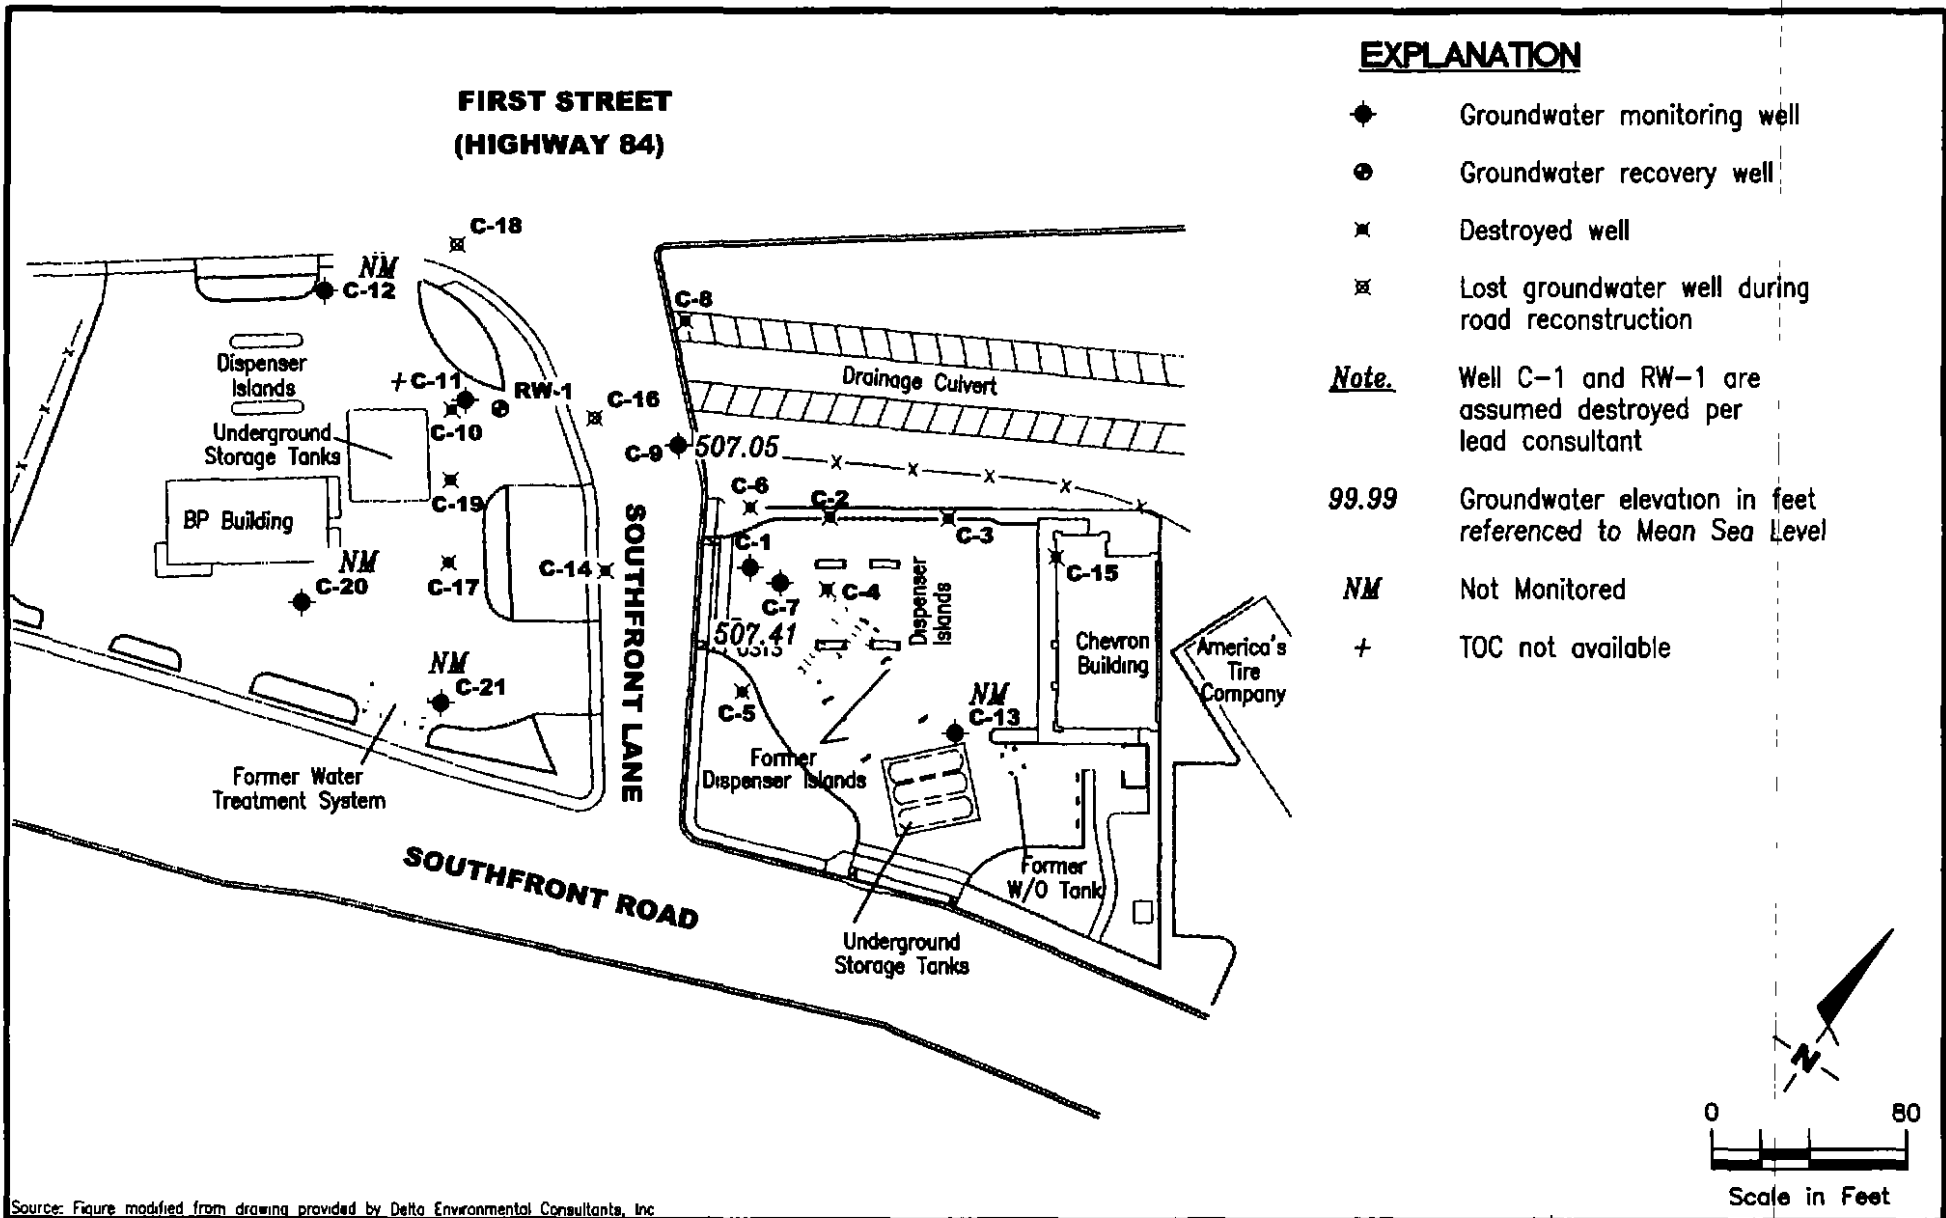 EXPLANATION
Groundwater monitoring well
Groundwater recovery well
Destroyed well
Lost groundwater well during
road reconstruction
Note.
Well C-1 and RW-1 are
assumed destroyed per
lead consultant
99.99
Groundwater elevation in feet
referenced to Mean Sea Level
NM
Not Monitored
+
TOC not available
FIRST STREET
(HIGHWAY 84)
C-18
NM
C-12
C-8
Dispenser
Islands
+
C-11
RW-1
Drainage Culvert
C-16
C-10
Underground
Storage Tanks
C-9
507.05
C-19
C-6
C-2
C-3
BP Building
NM
C-20
C-17
C-14
C-1
C-7
C-4
C-15
Dispenser
Islands
SOUTHFRONT LANE
507.41
Chevron
Building
America's
Tire
Company
NM
C-21
C-5
NM
C-13
Former
Dispenser Islands
Former Water
Treatment System
SOUTHFRONT ROAD
Former
W/O Tank
Underground
Storage Tanks
N
0
80
Scale in Feet
Source: Figure modified from drawing provided by Delta Environmental Consultants, Inc